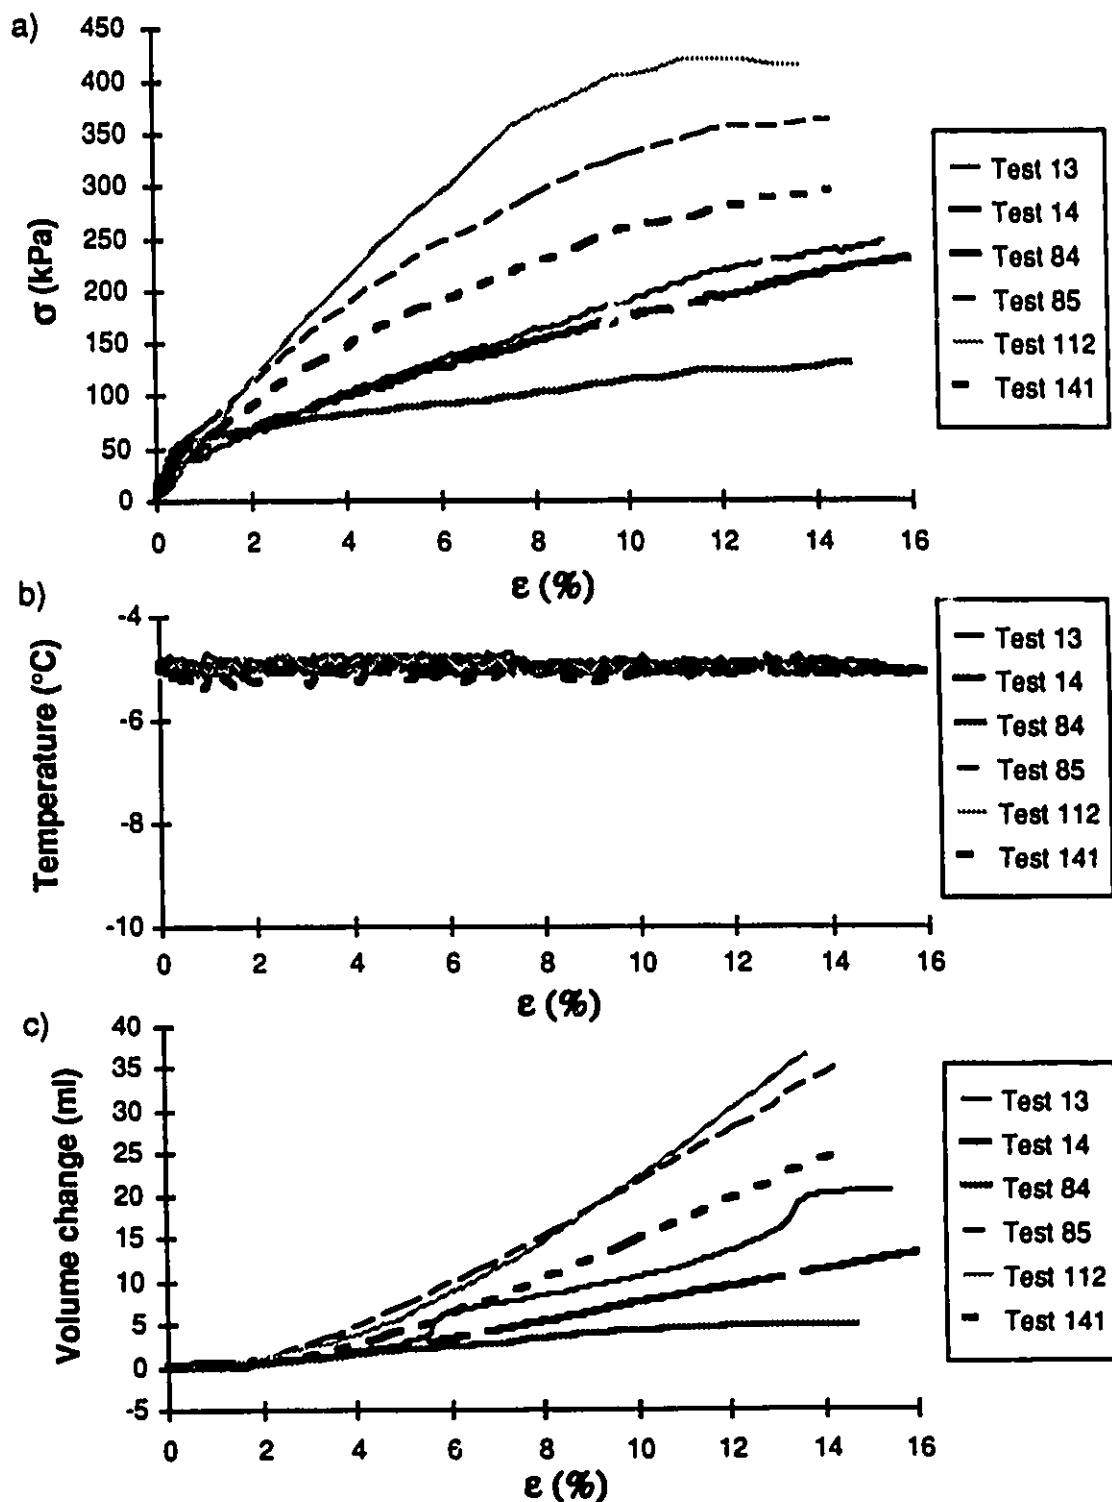 a)
450
400
350
300
250
200
150
100
50
0
σ (kPa)
0 2 4 6 8 10 12 14 16
ε (%)
Test 13
Test 14
Test 84
Test 85
Test 112
Test 141
b)
-4
-6
-8
-10
Temperature (°C)
0 2 4 6 8 10 12 14 16
ε (%)
Test 13
Test 14
Test 84
Test 85
Test 112
Test 141
c)
40
35
30
25
20
15
10
5
0
-5
Volume change (ml)
0 2 4 6 8 10 12 14 16
ε (%)
Test 13
Test 14
Test 84
Test 85
Test 112
Test 141